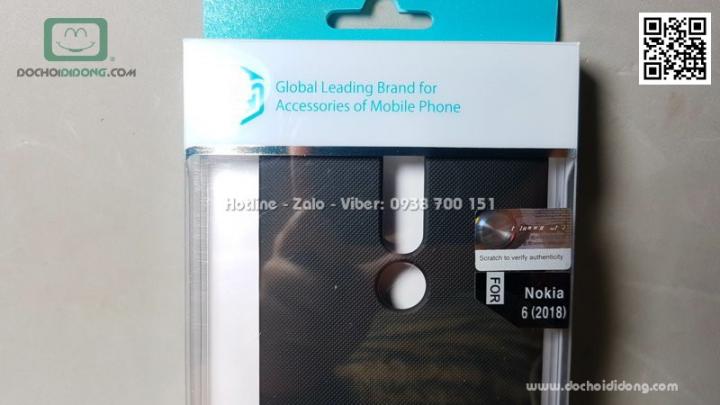 DOCHOIDIDONG.COM
Global Leading Brand for
Accessories of Mobile Phone
Hotline - Zalo - Viber: 0938 700 151
Scratch to verify authenticity
FOR
Nokia
6 (2018)
www.dochoididong.com